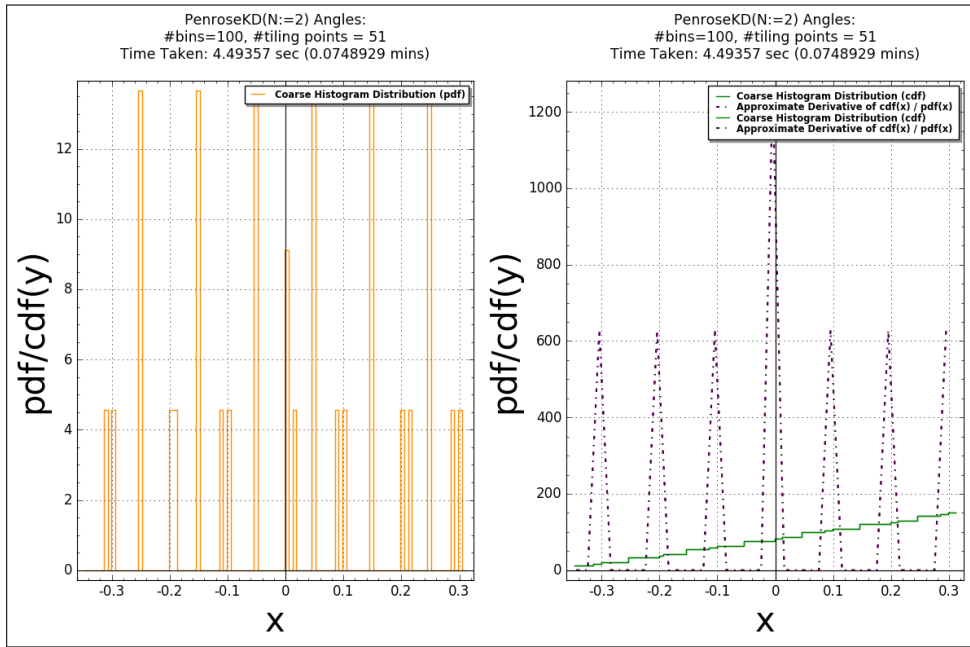 PenroseKD(N:=2) Angles:
#bins=100, #tiling points = 51
Time Taken: 4.49357 sec (0.0748929 mins)
Coarse Histogram Distribution (pdf)
12
10
8
6
4
2
0
-0.3
-0.2
-0.1
0
0.1
0.2
0.3
x
pdf/cdf(y)
PenroseKD(N:=2) Angles:
#bins=100, #tiling points = 51
Time Taken: 4.49357 sec (0.0748929 mins)
Coarse Histogram Distribution (cdf)
Approximate Derivative of cdf(x) / pdf(x)
Coarse Histogram Distribution (cdf)
Approximate Derivative of cdf(x) / pdf(x)
1200
1000
800
600
400
200
0
-0.3
-0.2
-0.1
0
0.1
0.2
0.3
x
pdf/cdf(y)